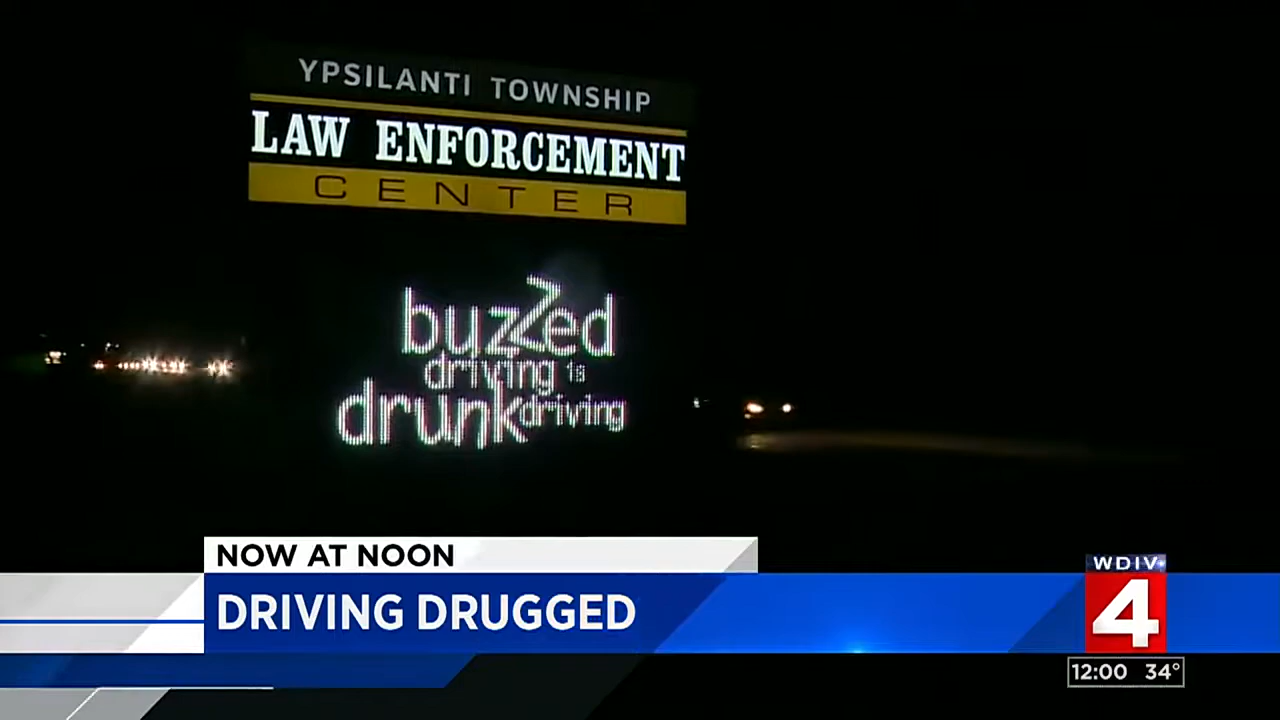 YPSILANTI TOWNSHIP
LAW ENFORCEMENT
CENTER
buzZed
driving is
drunk driving
NOW AT NOON
DRIVING DRUGGED
WDIV
4
12:00 34°